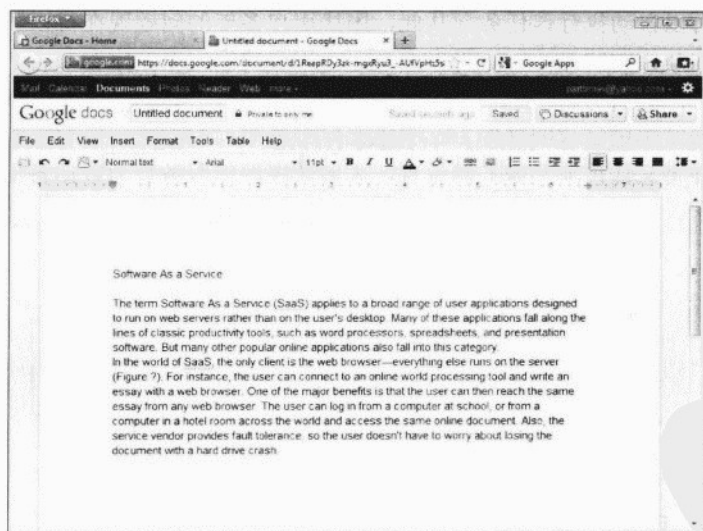 Firefox
Google Docs - Home
Untitled document - Google Docs
google.com https://docs.google.com/document/d/
Google Apps
Mail Calendar Documents Photos Reader Web more
Google docs Untitled document Private to only me Saved seconds ago Saved Discussions Share
File Edit View Insert Format Tools Table Help
Normal text Arial 11pt B I U A
Software As a Service
The term Software As a Service (SaaS) applies to a broad range of user applications designed
to run on web servers rather than on the user's desktop. Many of these applications fall along the
lines of classic productivity tools, such as word processors, spreadsheets, and presentation
software. But many other popular online applications also fall into this category.
In the world of SaaS, the only client is the web browser—everything else runs on the server
(Figure ?). For instance, the user can connect to an online world processing tool and write an
essay with a web browser. One of the major benefits is that the user can then reach the same
essay from any web browser. The user can log in from a computer at school, or from a
computer in a hotel room across the world and access the same online document. Also, the
service vendor provides fault tolerance, so the user doesn't have to worry about losing the
document with a hard drive crash.